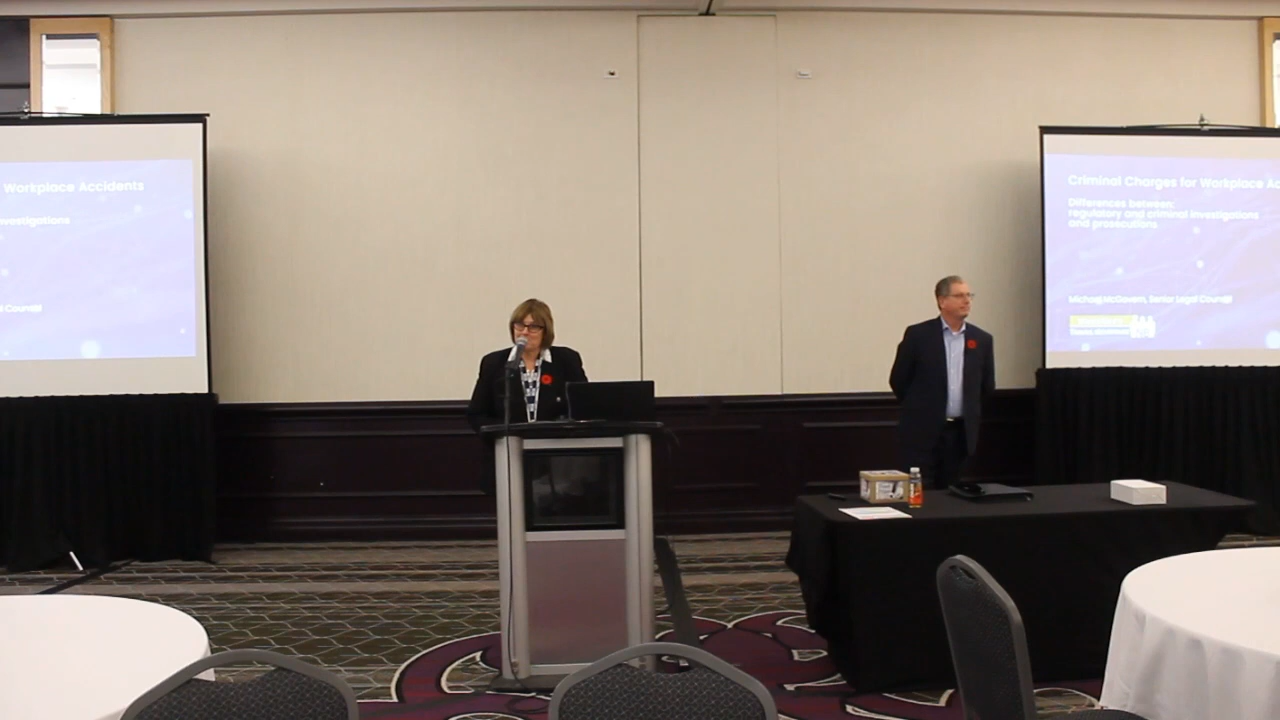 Workplace Accidents
nvestigations
d Counsel
Criminal Charges for Workplace Ac
Differences between:
regulatory and criminal investigations
and prosecutions
Michael McGovern, Senior Legal Counsel